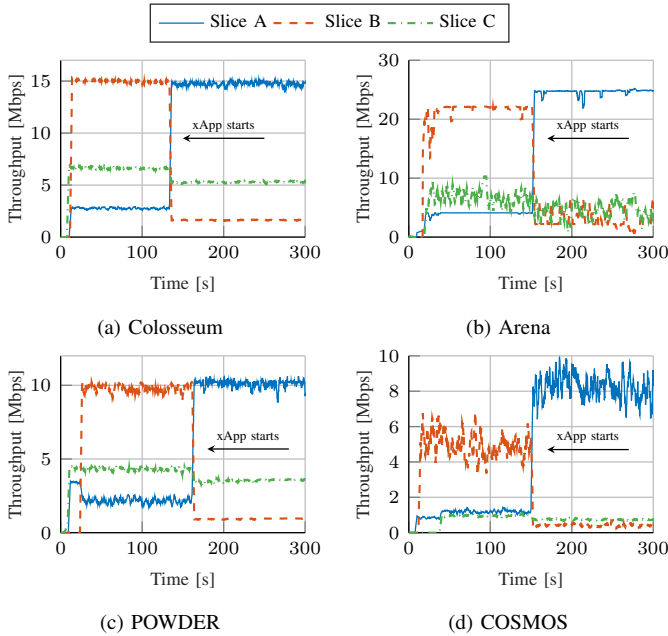 Slice A Slice B Slice C
15
10
5
0
Throughput [Mbps]
xApp starts
0 100 200 300
Time [s]
(a) Colosseum
30
20
10
0
Throughput [Mbps]
xApp starts
0 100 200 300
Time [s]
(b) Arena
10
5
0
Throughput [Mbps]
xApp starts
0 100 200 300
Time [s]
(c) POWDER
10
8
6
4
2
0
Throughput [Mbps]
xApp starts
0 100 200 300
Time [s]
(d) COSMOS